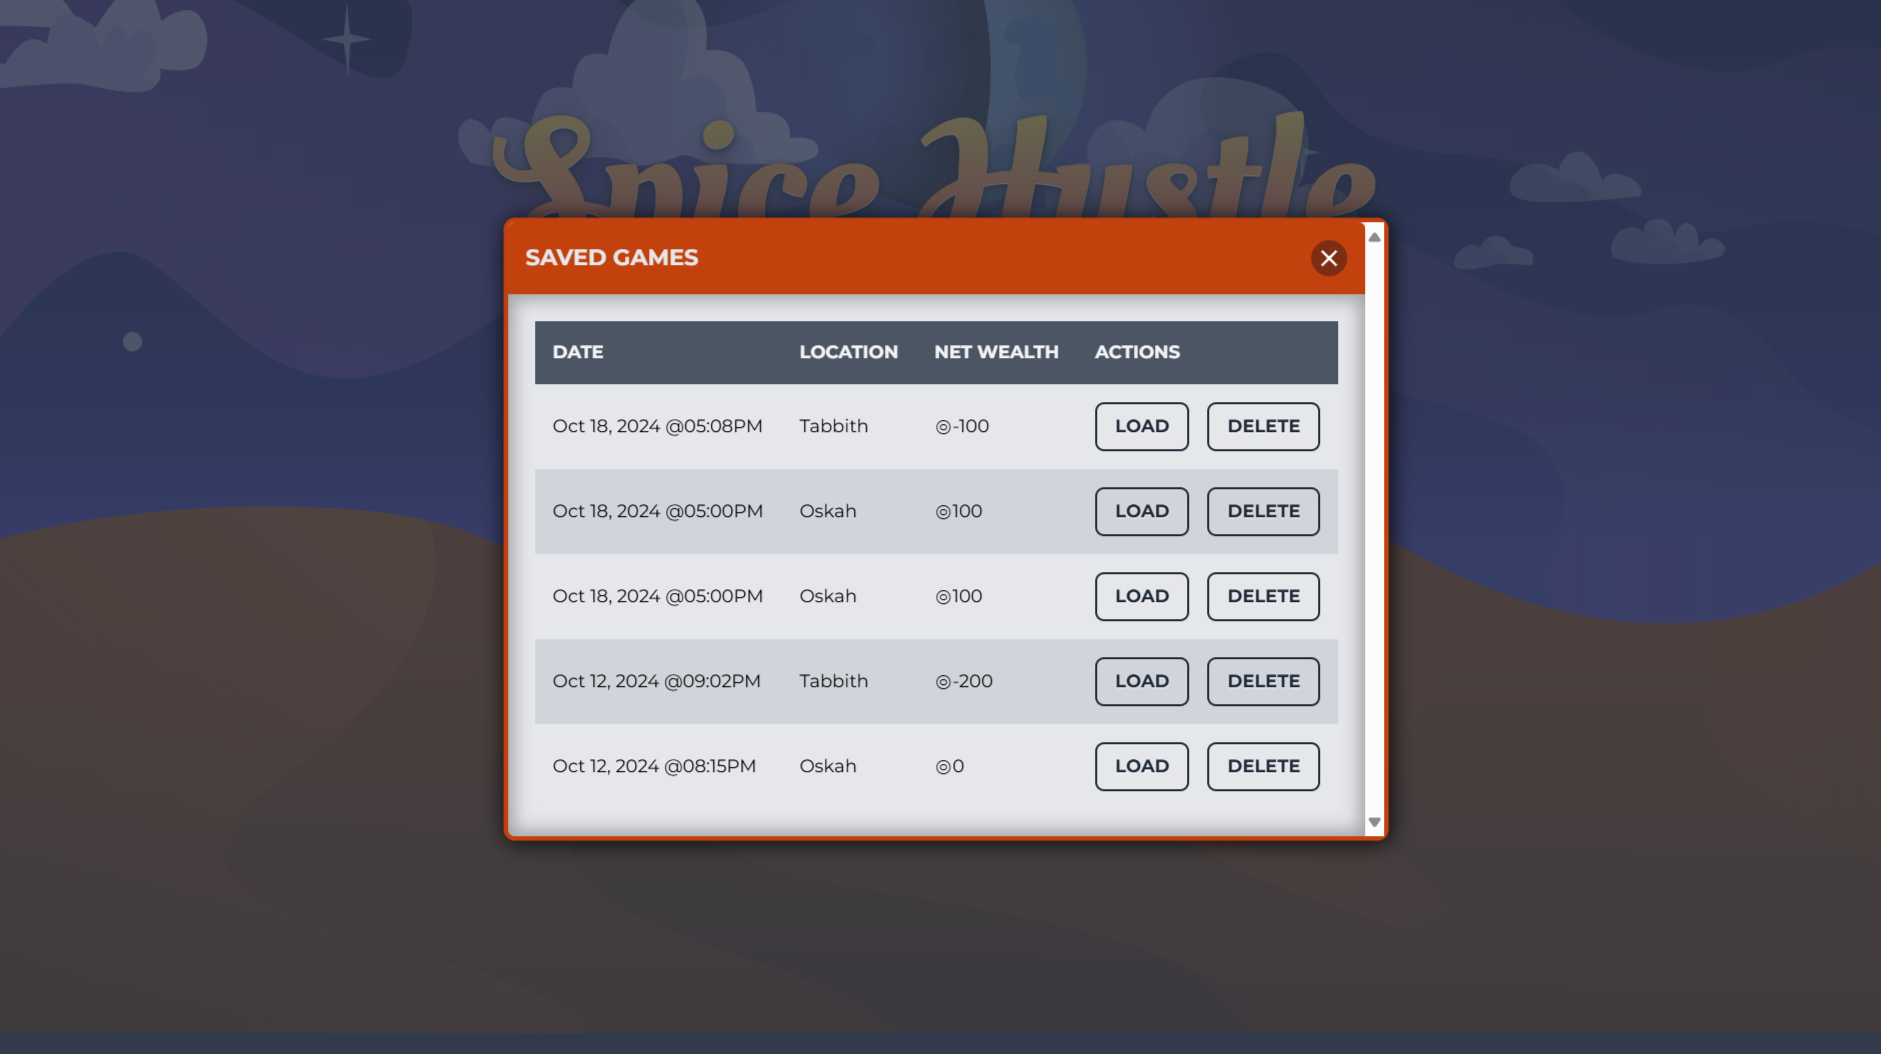 Spice Hustle
SAVED GAMES
DATE LOCATION NET WEALTH ACTIONS
Oct 18, 2024 @05:08PM Tabbith ◎-100 LOAD DELETE
Oct 18, 2024 @05:00PM Oskah ◎100 LOAD DELETE
Oct 18, 2024 @05:00PM Oskah ◎100 LOAD DELETE
Oct 12, 2024 @09:02PM Tabbith ◎-200 LOAD DELETE
Oct 12, 2024 @08:15PM Oskah ◎0 LOAD DELETE